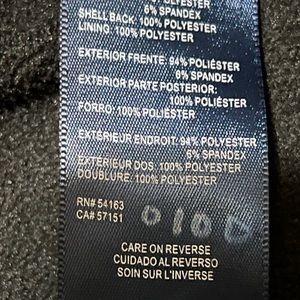 6% SPANDEX
SHELL BACK: 100% POLYESTER
LINING: 100% POLYESTER
EXTERIOR FRENTE: 94% POLIÉSTER
6% SPANDEX
EXTERIOR PARTE POSTERIOR:
100% POLIÉSTER
FORRO: 100% POLIÉSTER
EXTÉRIEUR ENDROIT: 94% POLYESTER
6% SPANDEX
EXTÉRIEUR DOS: 100% POLYESTER
DOUBLURE: 100% POLYESTER
RN# 54163
CA# 57151
CARE ON REVERSE
CUIDADO AL REVERSO
SOIN SUR L'INVERSE